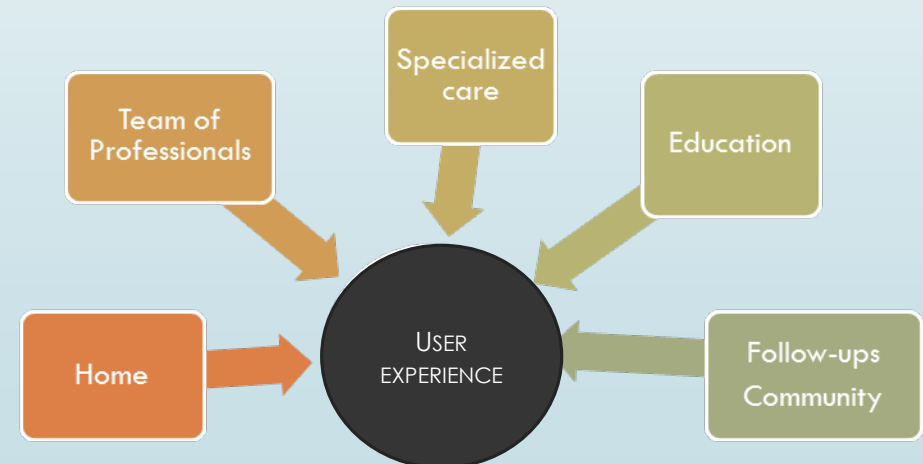 Specialized
care
Team of
Professionals
Education
Home
USER
EXPERIENCE
Follow-ups
Community